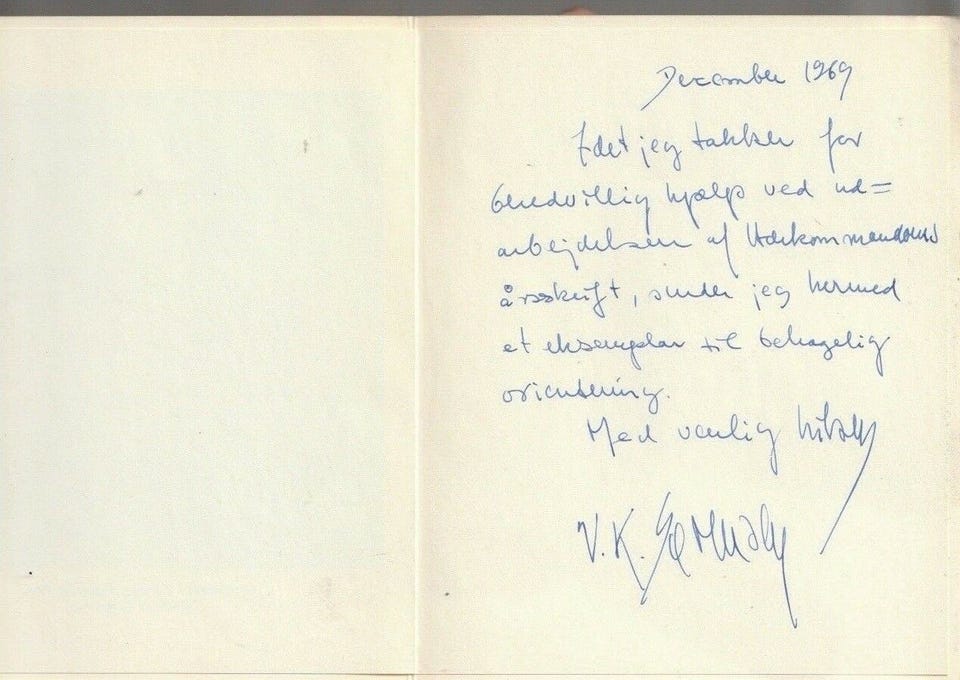 December 1969
Idet jeg takker for
beredvillig hjælp ved ud=
arbejdelsen af Hærkommandoens
årsskrift, sender jeg hermed
et eksemplar til behagelig
orientering.
Med venlig hilsen
V. K.